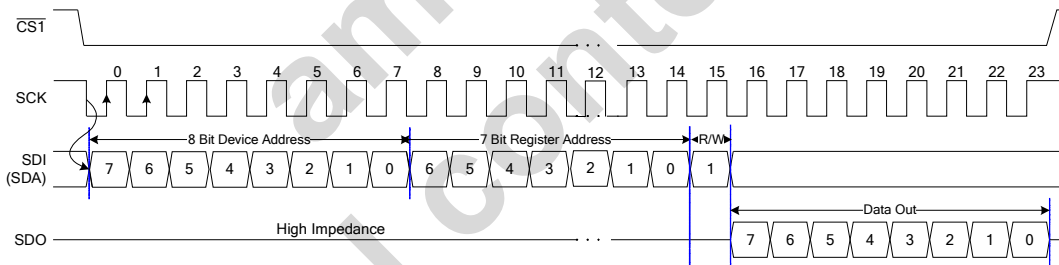 CS1
0 1 2 3 4 5 6 7 8 9 10 11 12 13 14 15 16 17 18 19 20 21 22 23
SCK
8 Bit Device Address 7 Bit Register Address R/W
SDI
(SDA)
7 6 5 4 3 2 1 0 6 5 4 3 2 1 0 1
Data Out
High Impedance
SDO
7 6 5 4 3 2 1 0